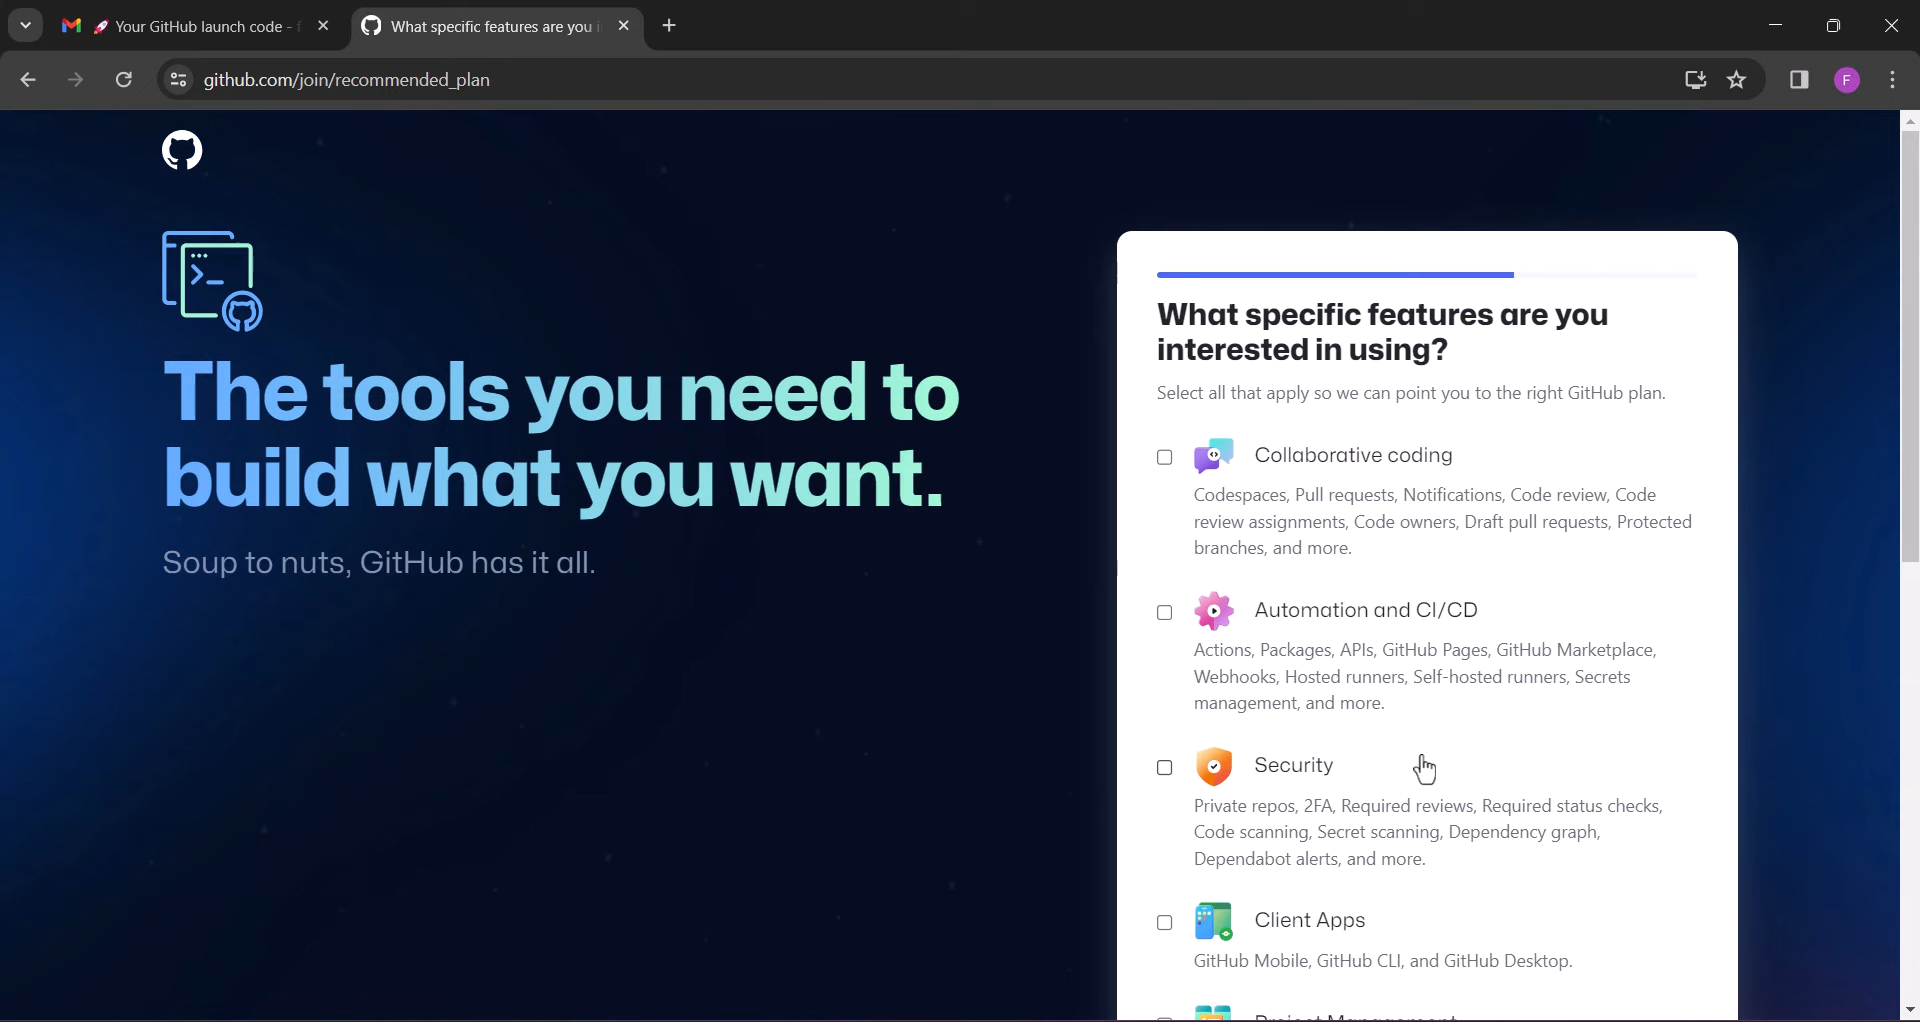 Your GitHub launch code -
What specific features are you
github.com/join/recommended_plan
F
The tools you need to
build what you want.
Soup to nuts, GitHub has it all.
What specific features are you
interested in using?
Select all that apply so we can point you to the right GitHub plan.
Collaborative coding
Codespaces, Pull requests, Notifications, Code review, Code
review assignments, Code owners, Draft pull requests, Protected
branches, and more.
Automation and CI/CD
Actions, Packages, APIs, GitHub Pages, GitHub Marketplace,
Webhooks, Hosted runners, Self-hosted runners, Secrets
management, and more.
Security
Private repos, 2FA, Required reviews, Required status checks,
Code scanning, Secret scanning, Dependency graph,
Dependabot alerts, and more.
Client Apps
GitHub Mobile, GitHub CLI, and GitHub Desktop.
Project Management